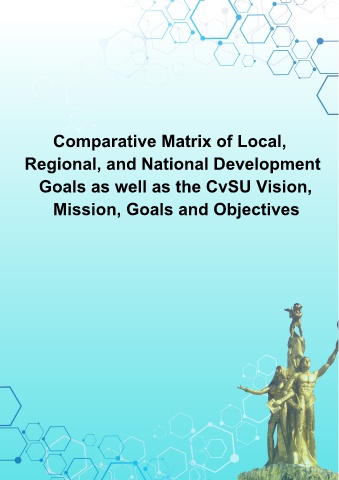 Comparative Matrix of Local,
Regional, and National Development
Goals as well as the CvSU Vision,
Mission, Goals and Objectives